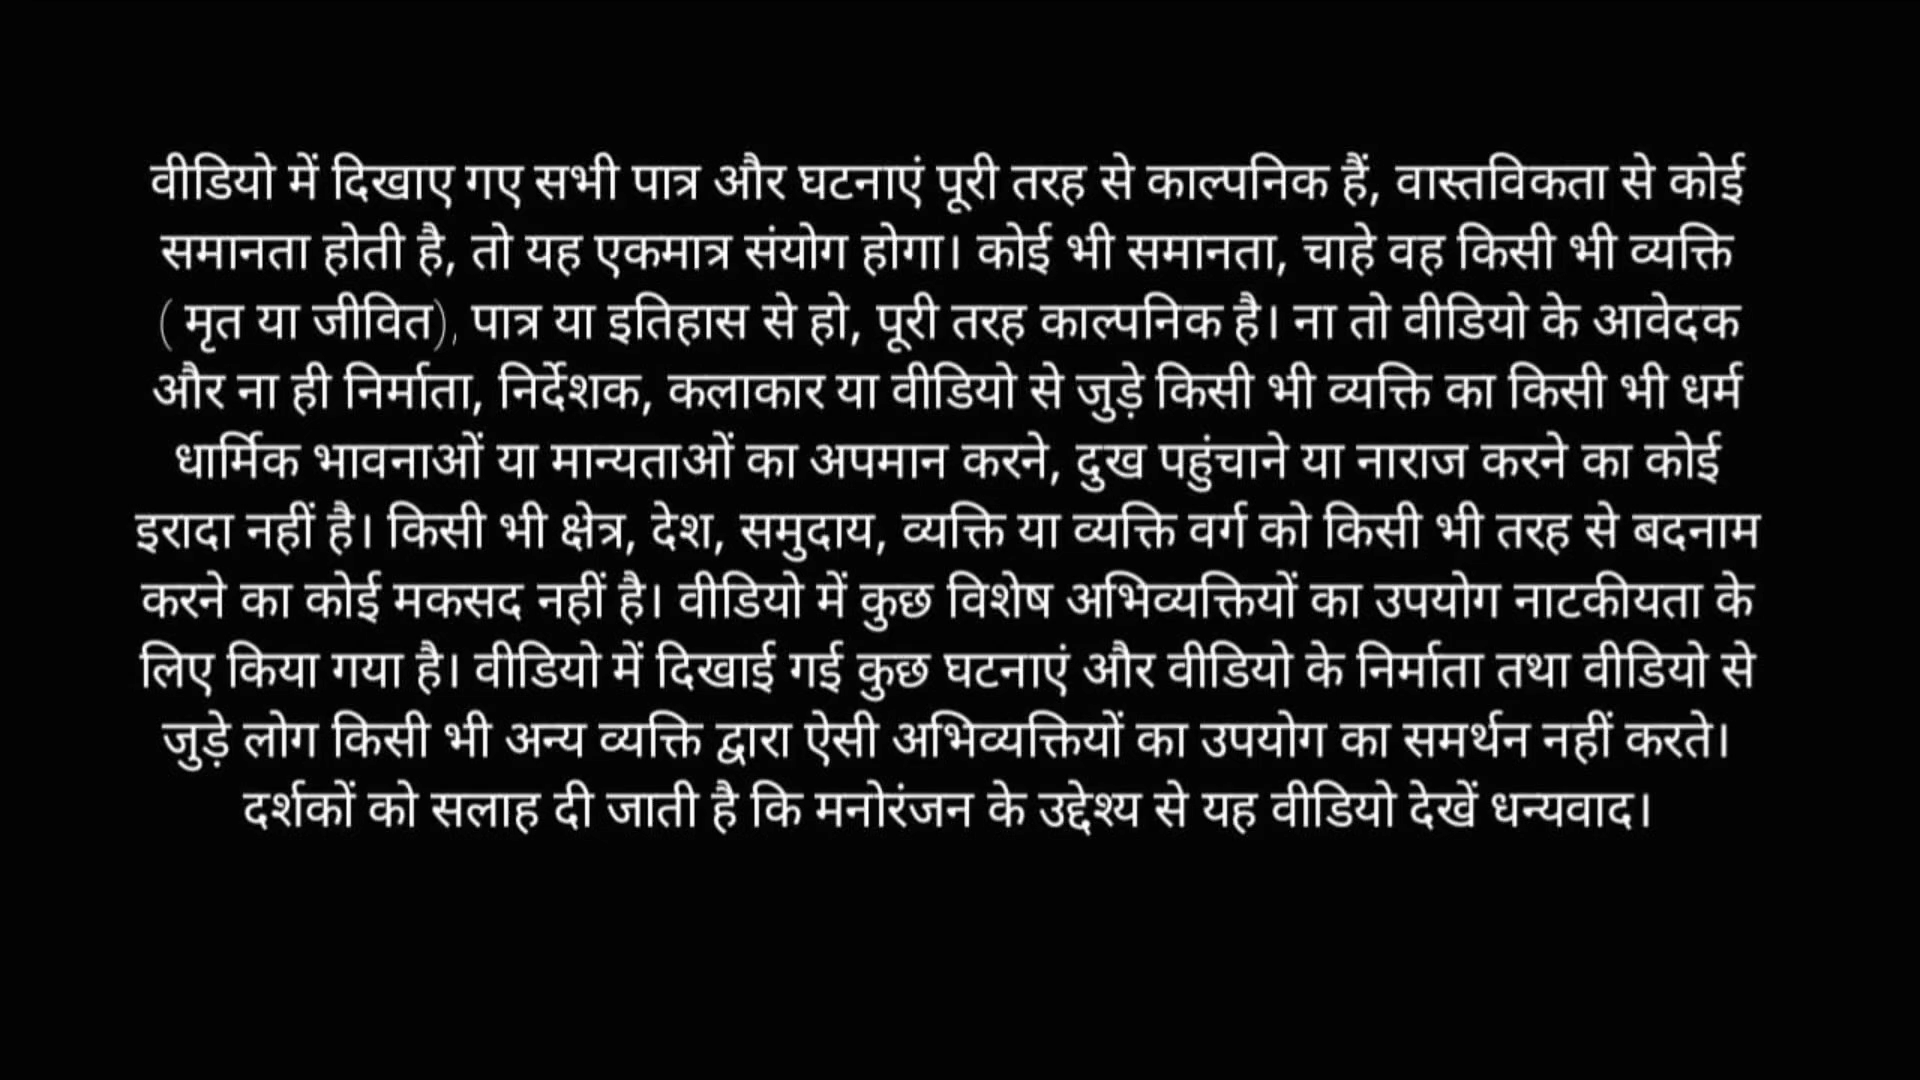 वीडियो में दिखाए गए सभी पात्र और घटनाएं पूरी तरह से काल्पनिक हैं, वास्तविकता से कोई
समानता होती है, तो यह एकमात्र संयोग होगा। कोई भी समानता, चाहे वह किसी भी व्यक्ति
( मृत या जीवित), पात्र या इतिहास से हो, पूरी तरह काल्पनिक है। ना तो वीडियो के आवेदक
और ना ही निर्माता, निर्देशक, कलाकार या वीडियो से जुड़े किसी भी व्यक्ति का किसी भी धर्म
धार्मिक भावनाओं या मान्यताओं का अपमान करने, दुख पहुंचाने या नाराज करने का कोई
इरादा नहीं है। किसी भी क्षेत्र, देश, समुदाय, व्यक्ति या व्यक्ति वर्ग को किसी भी तरह से बदनाम
करने का कोई मकसद नहीं है। वीडियो में कुछ विशेष अभिव्यक्तियों का उपयोग नाटकीयता के
लिए किया गया है। वीडियो में दिखाई गई कुछ घटनाएं और वीडियो के निर्माता तथा वीडियो से
जुड़े लोग किसी भी अन्य व्यक्ति द्वारा ऐसी अभिव्यक्तियों का उपयोग का समर्थन नहीं करते।
दर्शकों को सलाह दी जाती है कि मनोरंजन के उद्देश्य से यह वीडियो देखें धन्यवाद।